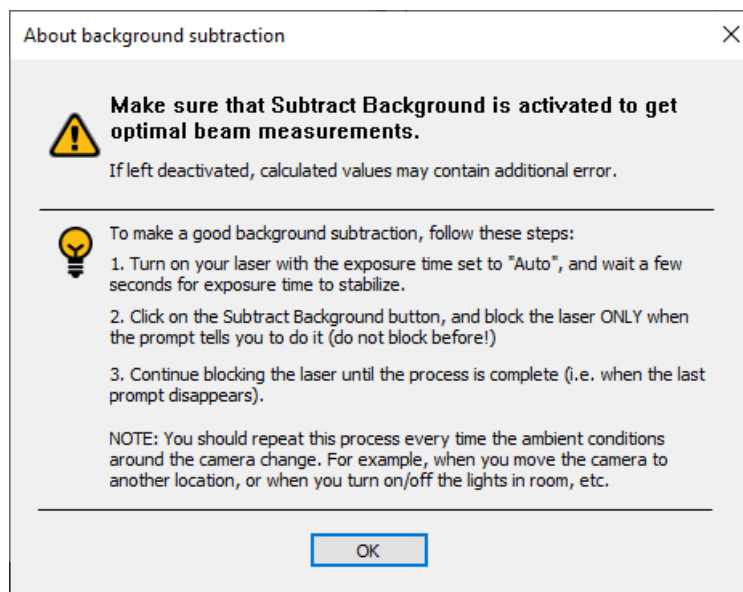 About background subtraction
Make sure that Subtract Background is activated to get
optimal beam measurements.
If left deactivated, calculated values may contain additional error.
To make a good background subtraction, follow these steps:
1. Turn on your laser with the exposure time set to "Auto", and wait a few
seconds for exposure time to stabilize.
2. Click on the Subtract Background button, and block the laser ONLY when
the prompt tells you to do it (do not block before!)
3. Continue blocking the laser until the process is complete (i.e. when the last
prompt disappears).
NOTE: You should repeat this process every time the ambient conditions
around the camera change. For example, when you move the camera to
another location, or when you turn on/off the lights in room, etc.
OK